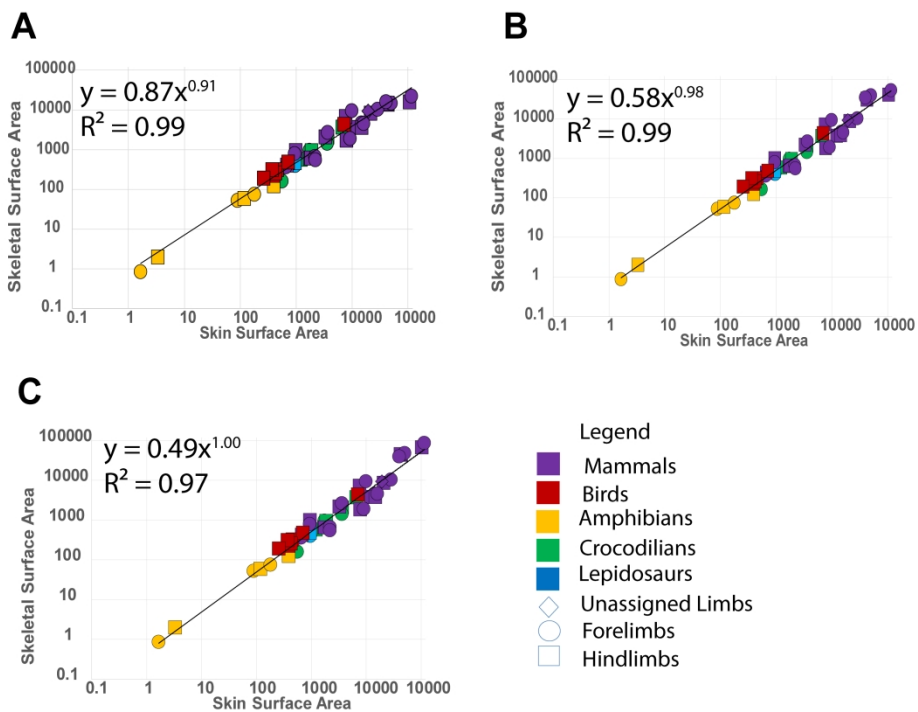 A
y = 0.87x^0.91
R² = 0.99
Skeletal Surface Area
100000
10000
1000
100
10
1
0.1
0.1 1 10 100 1000 10000 10000
Skin Surface Area
B
y = 0.58x^0.98
R² = 0.99
Skeletal Surface Area
100000
10000
1000
100
10
1
0.1
0.1 1 10 100 1000 10000 10000
Skin Surface Area
C
y = 0.49x^1.00
R² = 0.97
Skeletal Surface Area
100000
10000
1000
100
10
1
0.1
0.1 1 10 100 1000 10000 10000
Skin Surface Area
Legend
Mammals
Birds
Amphibians
Crocodilians
Lepidosaurs
Unassigned Limbs
Forelimbs
Hindlimbs